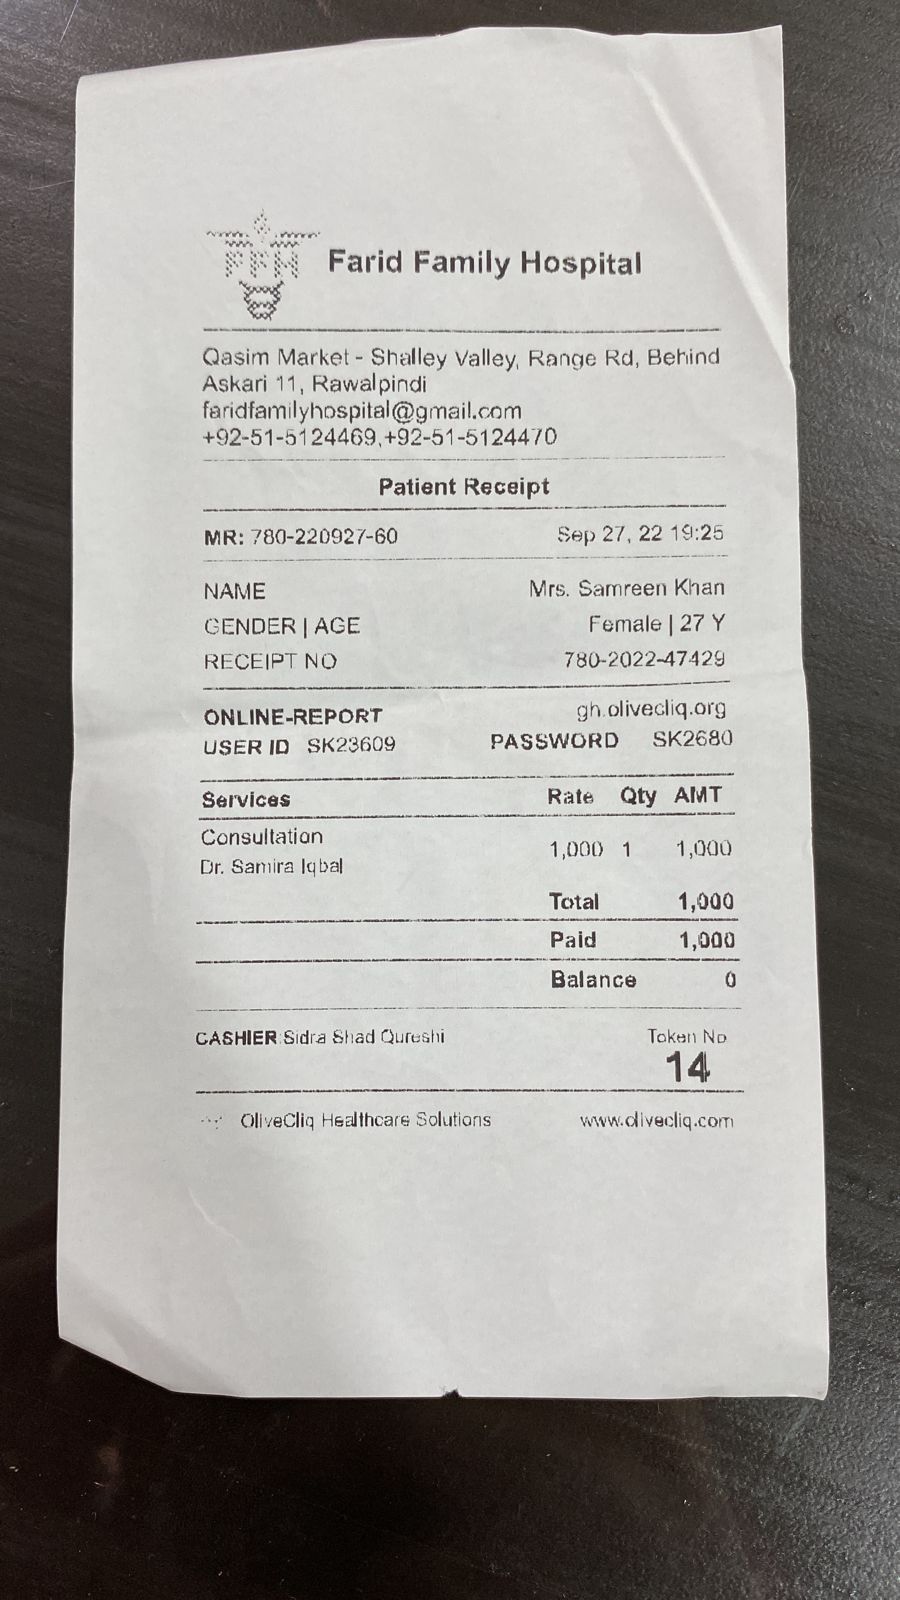 FFH
Farid Family Hospital
Qasim Market - Shalley Valley, Range Rd, Behind
Askari 11, Rawalpindi
faridfamilyhospital@gmail.com
+92-51-5124469,+92-51-5124470
Patient Receipt
MR: 780-220927-60 Sep 27, 22 19:25
NAME Mrs. Samreen Khan
GENDER | AGE Female | 27 Y
RECEIPT NO 780-2022-47429
ONLINE-REPORT gh.olivecliq.org
USER ID SK23609 PASSWORD SK2680
Services Rate Qty AMT
Consultation
Dr. Samira Iqbal 1,000 1 1,000
Total 1,000
Paid 1,000
Balance 0
CASHIER:Sidra Shad Qureshi Token No
14
OliveCliq Healthcare Solutions www.olivecliq.com